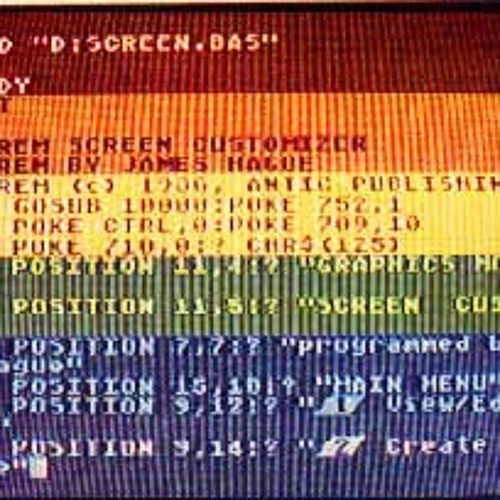 D "D:SCREEN.BAS"
DY
T
REM SCREEN CUSTOMIZER
REM BY JAMES HAGUE
REM (c) 1986, ANTIC PUBLISHIN
GOSUB 10000:POKE 752,1
POKE CTRL,0:POKE 709,10
POKE 710,0:? CHR$(125)
POSITION 11,4:? "GRAPHICS MO
POSITION 11,5:? "SCREEN  CU
POSITION 7,7:? "programmed b
ague"
POSITION 15,10:? "MAIN MENU
POSITION 9,12:? " View/Ed
POSITION 9,14:? " Create
"